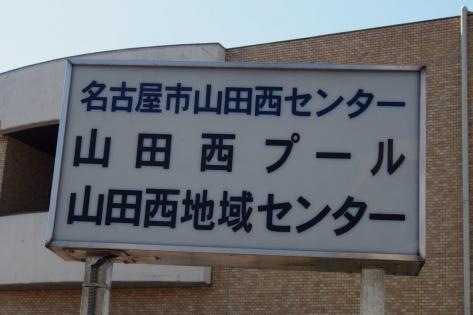 名古屋市山田西センター
山田西プール
山田西地域センター